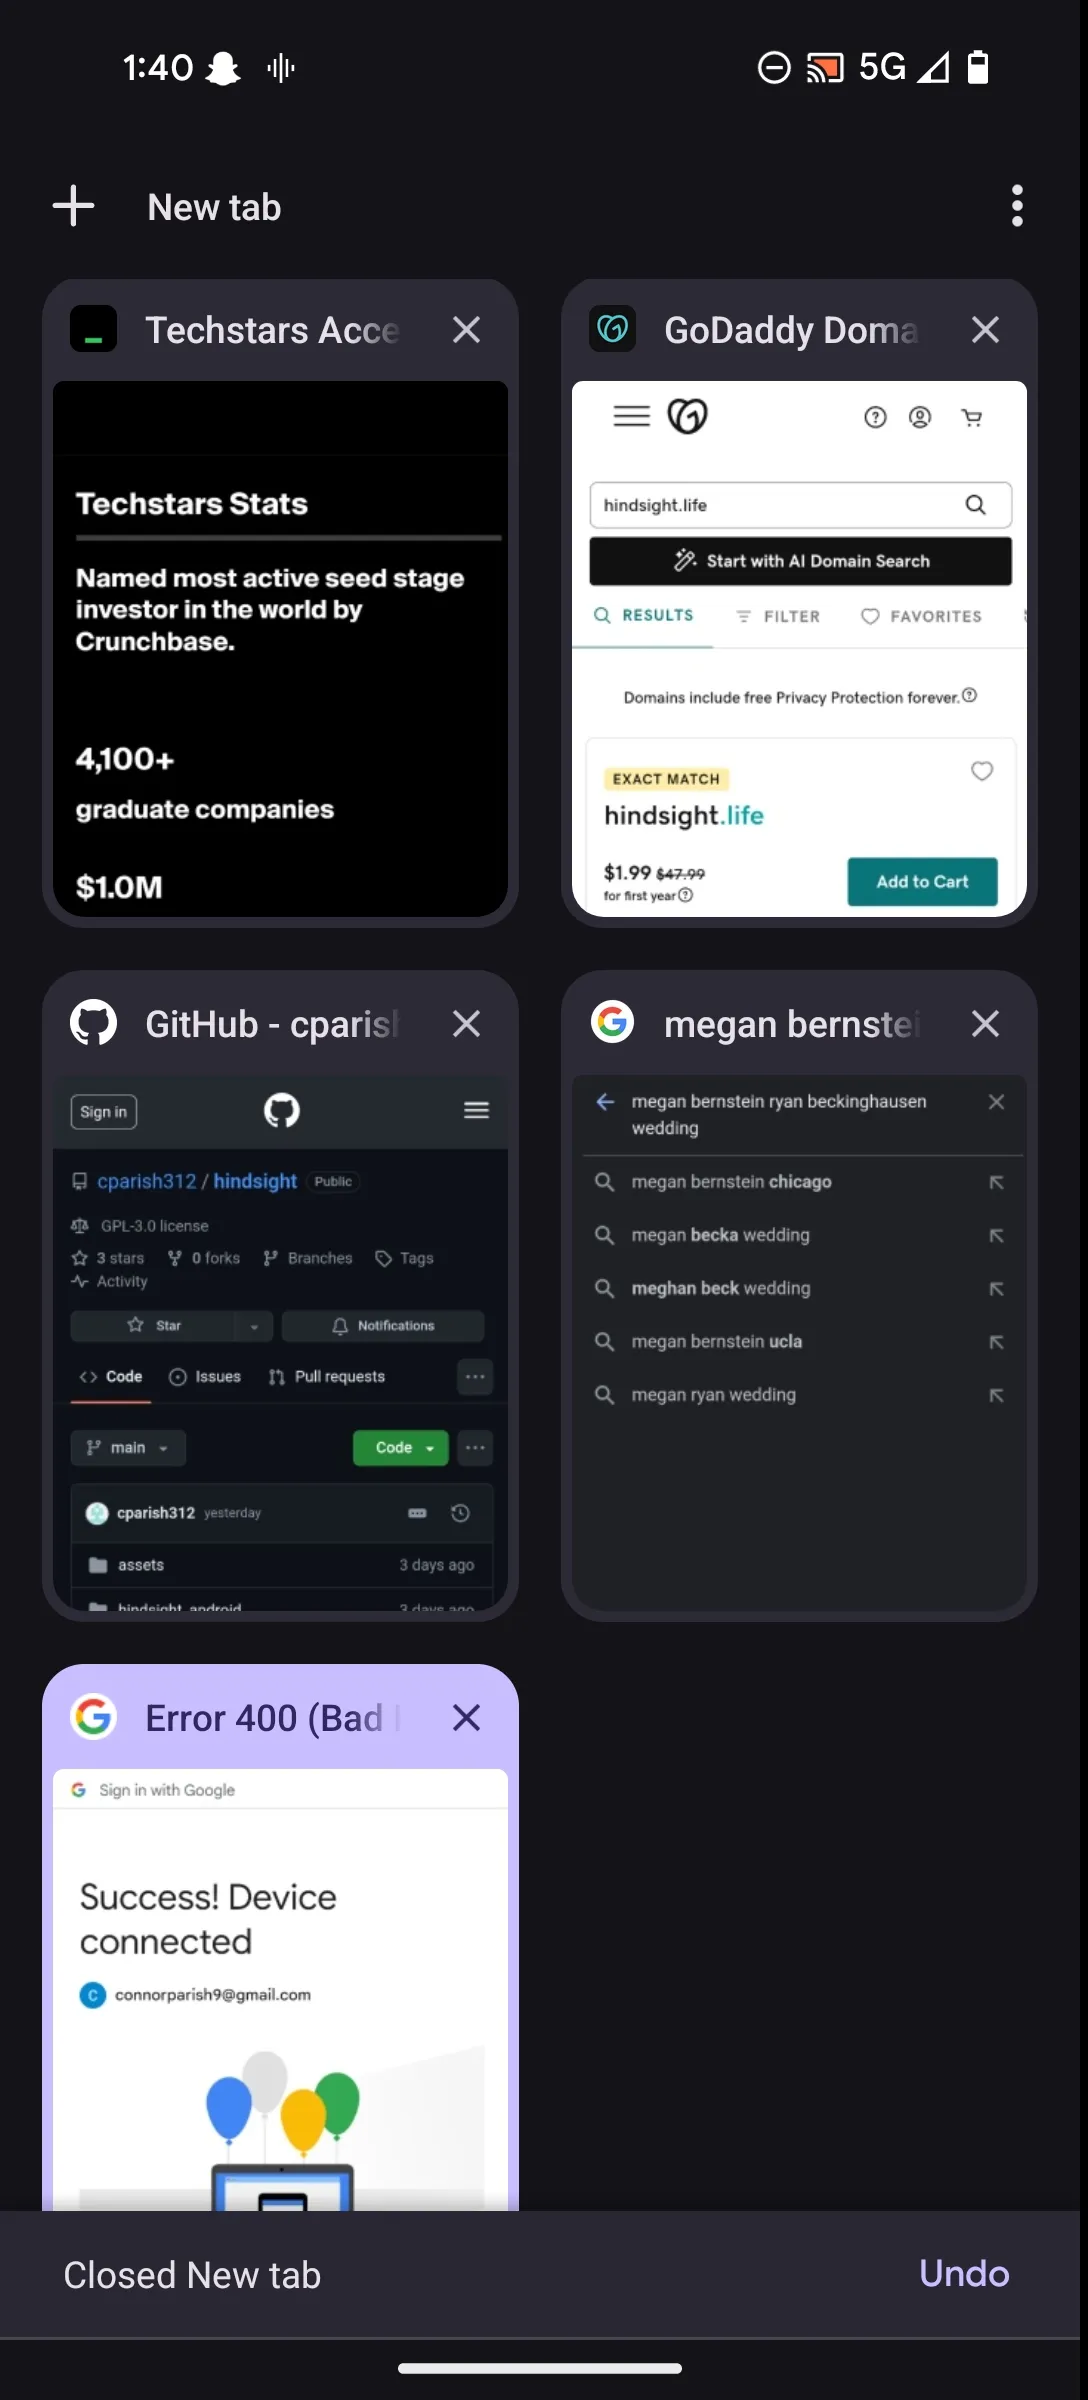 1:40
5G
New tab
Techstars Acce
Techstars Stats
Named most active seed stage
investor in the world by
Crunchbase.
4,100+
graduate companies
$1.0M
GoDaddy Doma
hindsight.life
Start with AI Domain Search
RESULTS
FILTER
FAVORITES
Domains include free Privacy Protection forever.
EXACT MATCH
hindsight.life
$1.99 $47.99
for first year
Add to Cart
GitHub - cparish
Sign in
cparish312 / hindsight Public
GPL-3.0 license
3 stars 0 forks Branches Tags
Activity
Star
Notifications
Code Issues Pull requests
main
Code
cparish312 yesterday
assets 3 days ago
hindsight_android 3 days ago
megan bernstei
megan bernstein ryan beckinghausen
wedding
megan bernstein chicago
megan becka wedding
meghan beck wedding
megan bernstein ucla
megan ryan wedding
Error 400 (Bad
Sign in with Google
Success! Device
connected
C connorparish9@gmail.com
Closed New tab
Undo